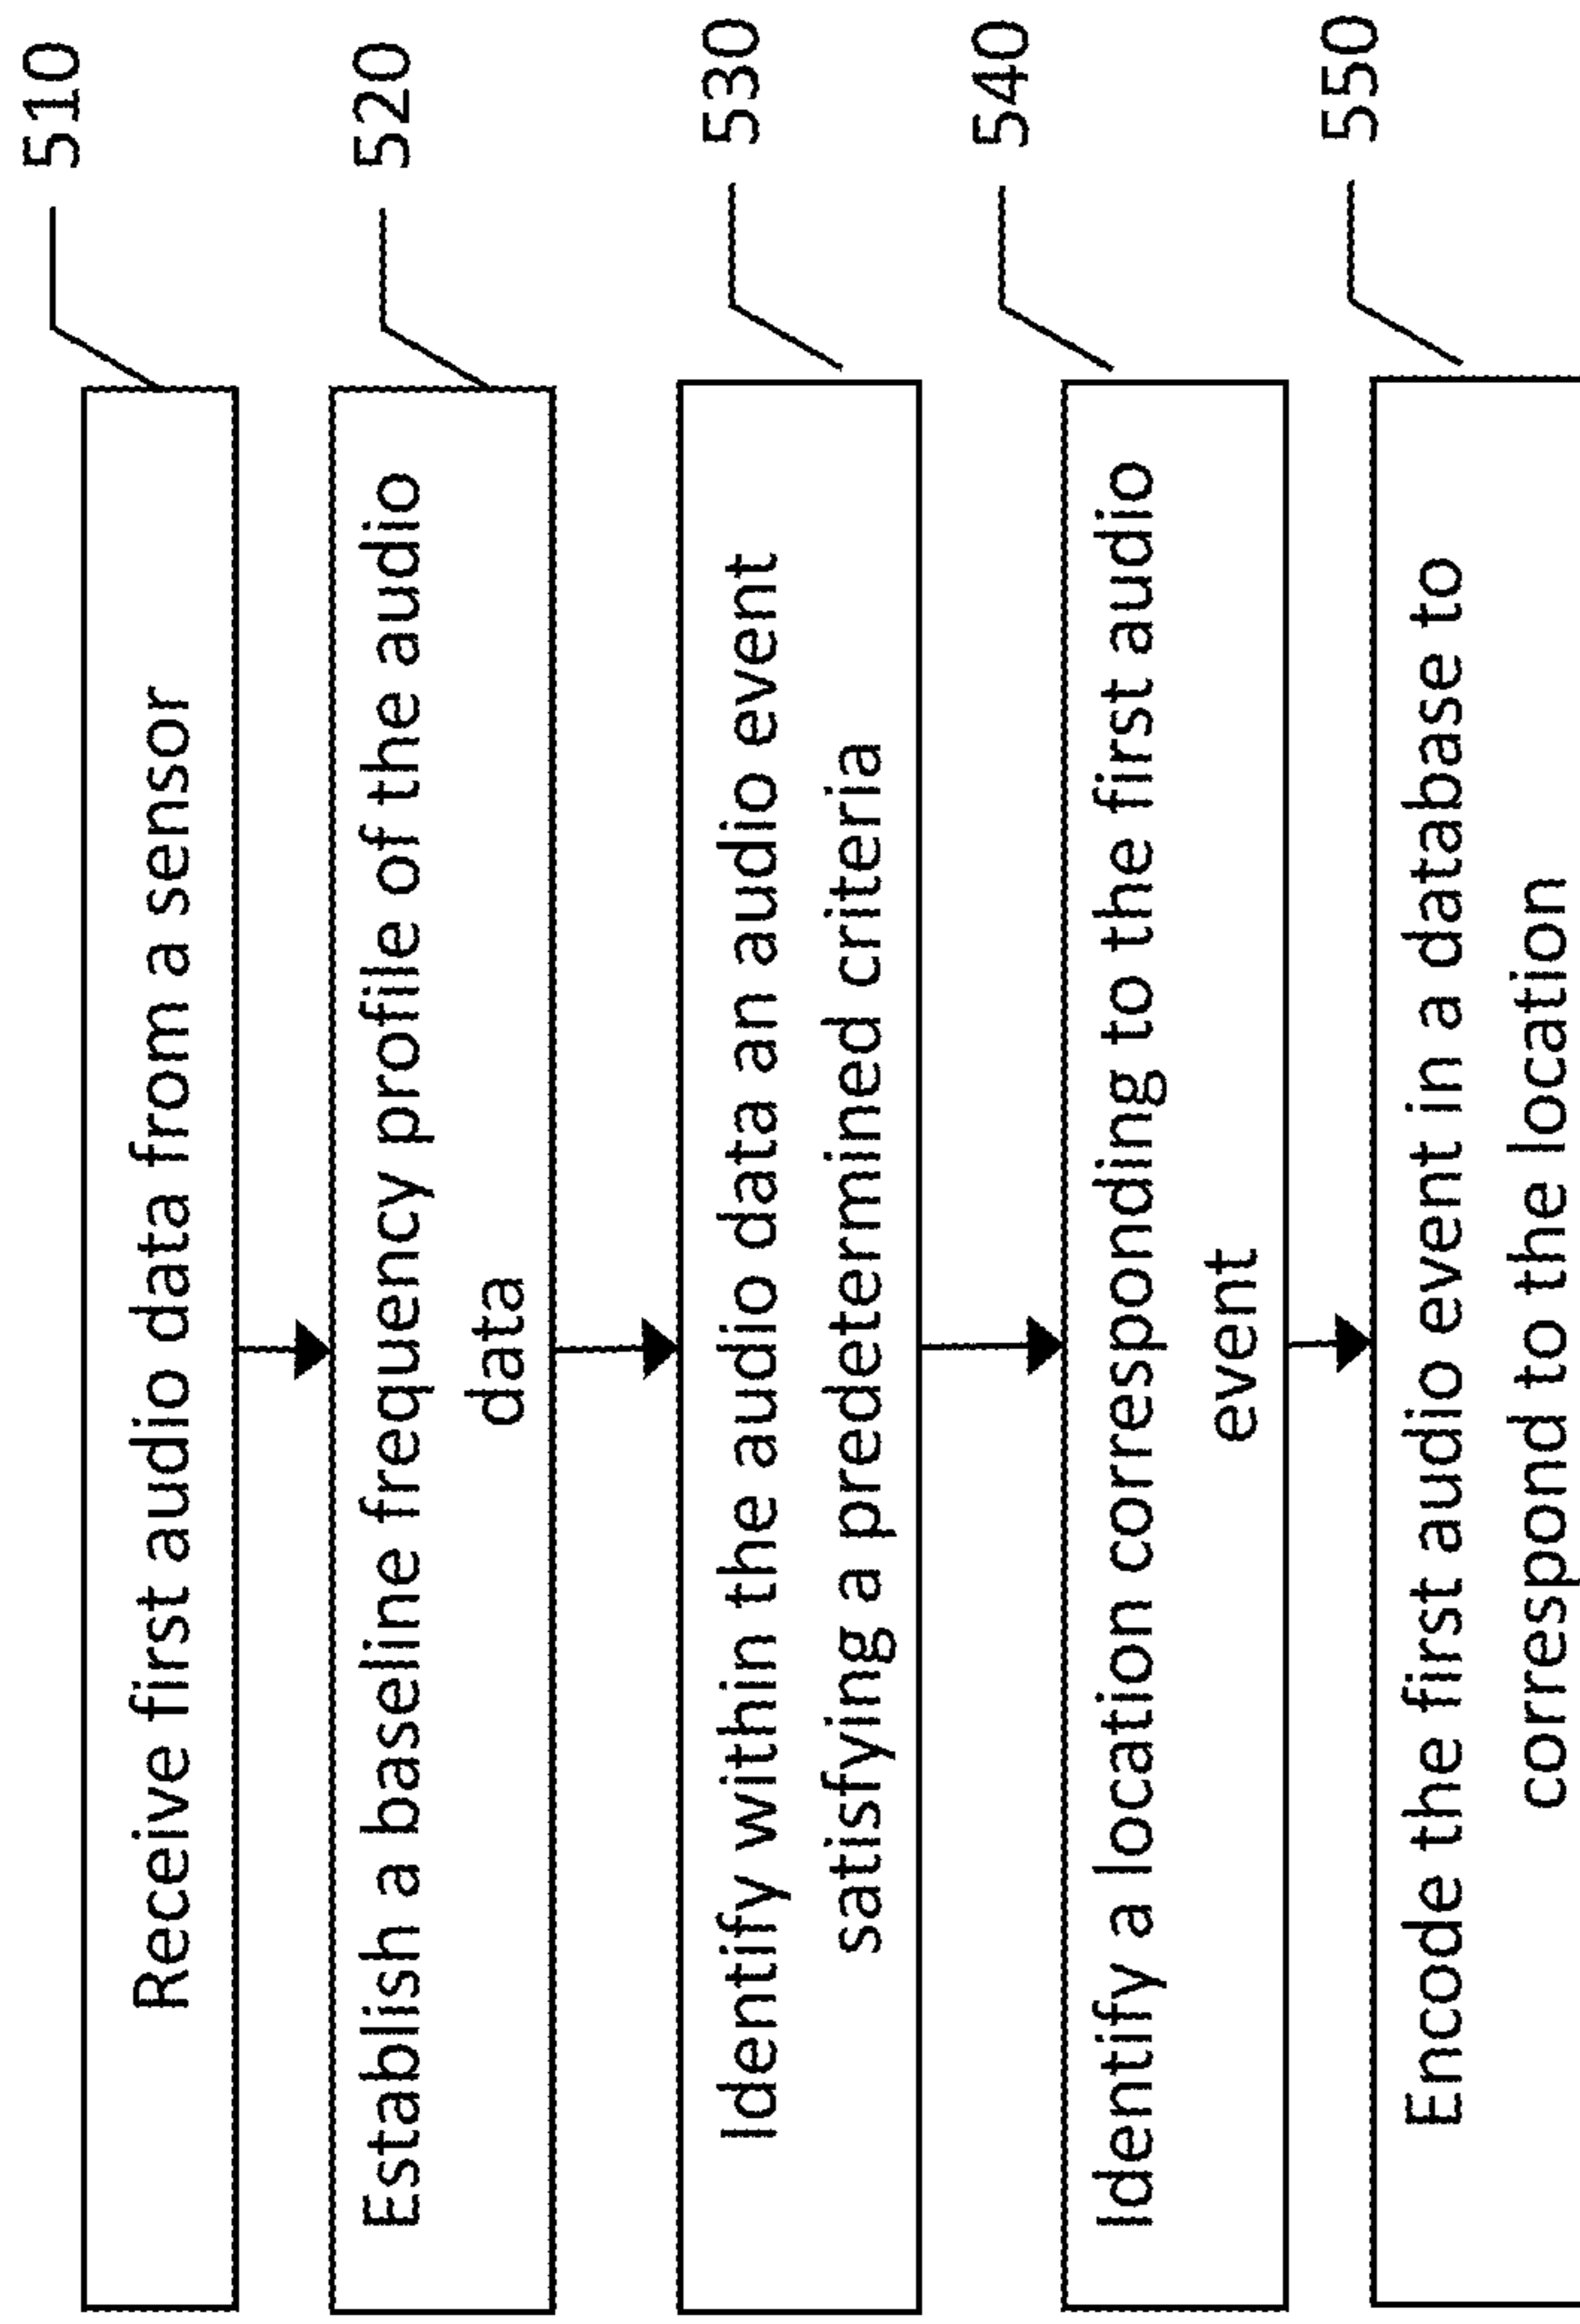 510
Receive first audio data from a sensor
520
Establish a baseline frequency profile of the audio
data
530
Identify within the audio data an audio event
satisfying a predetermined criteria
540
Identify a location corresponding to the first audio
event
550
Encode the first audio event in a database to
correspond to the location